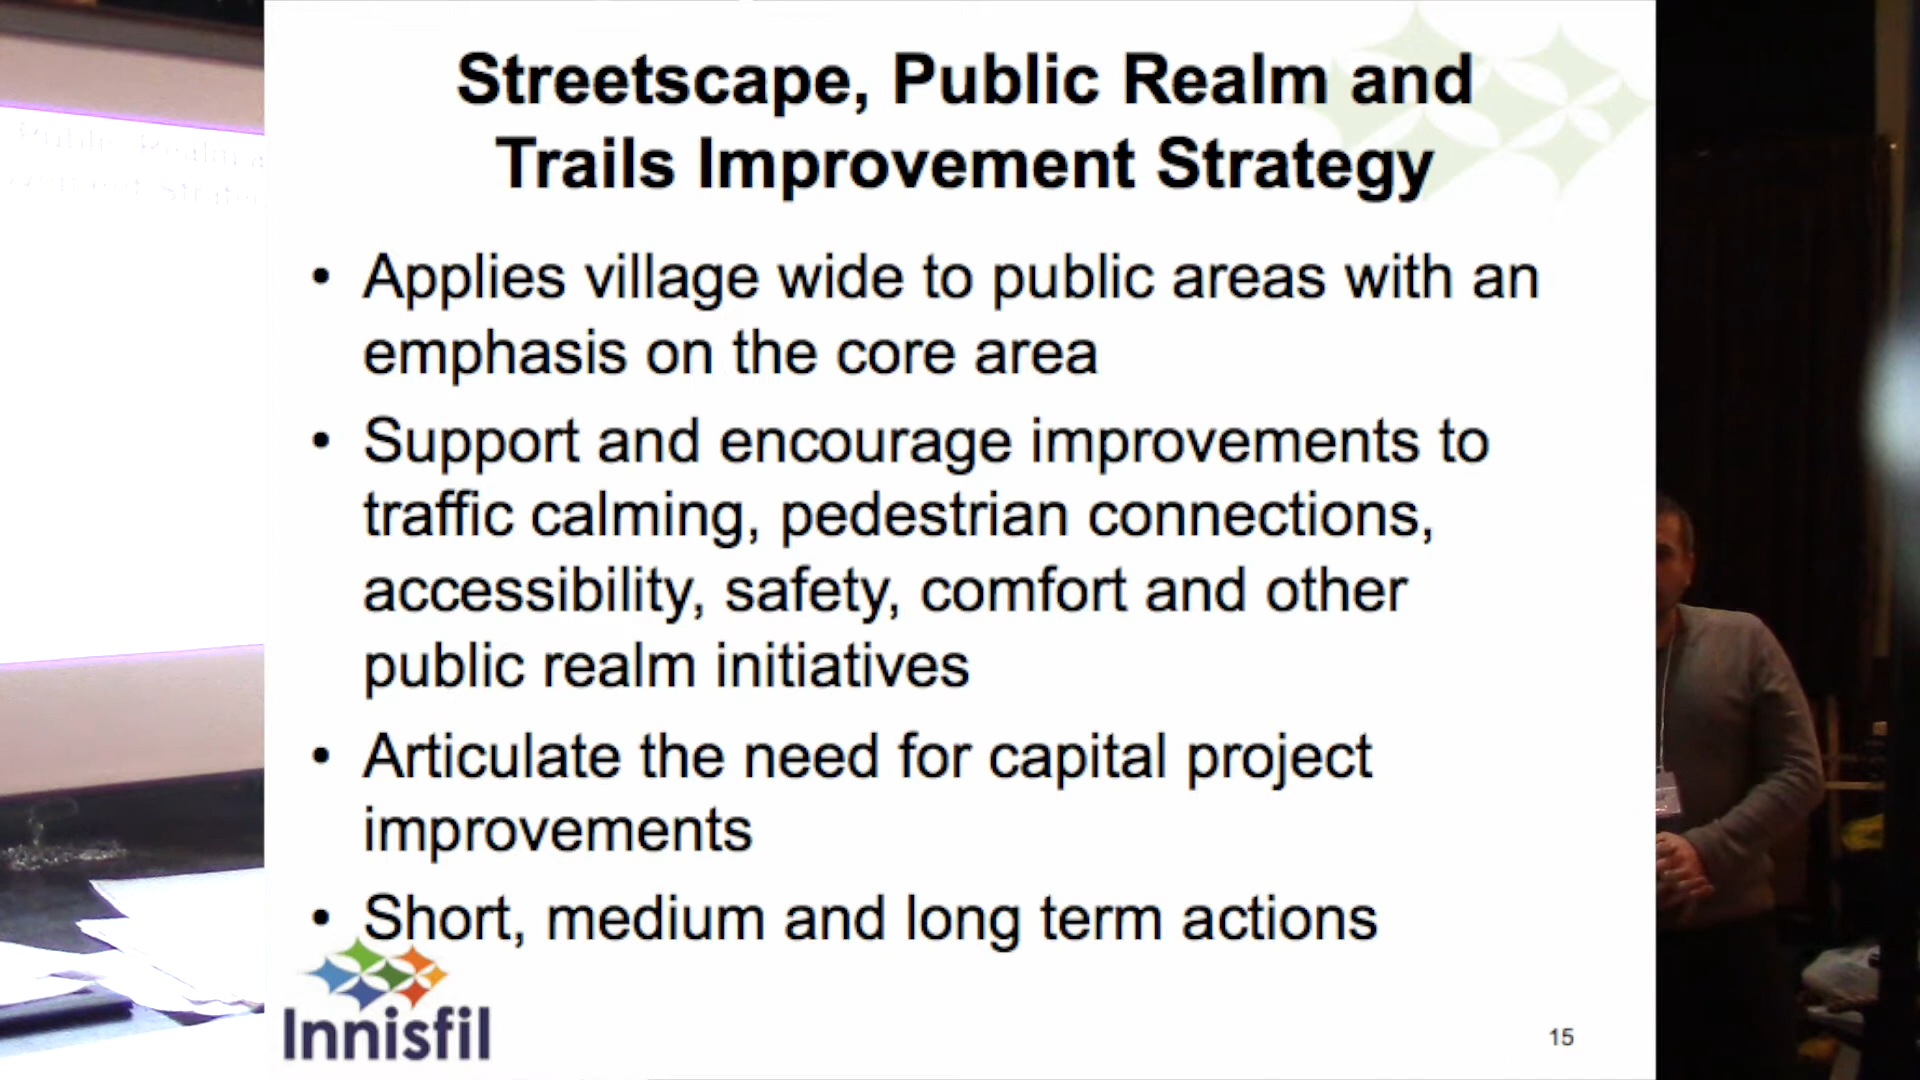 Streetscape, Public Realm and
Trails Improvement Strategy
• Applies village wide to public areas with an
emphasis on the core area
• Support and encourage improvements to
traffic calming, pedestrian connections,
accessibility, safety, comfort and other
public realm initiatives
• Articulate the need for capital project
improvements
• Short, medium and long term actions
Innisfil
15